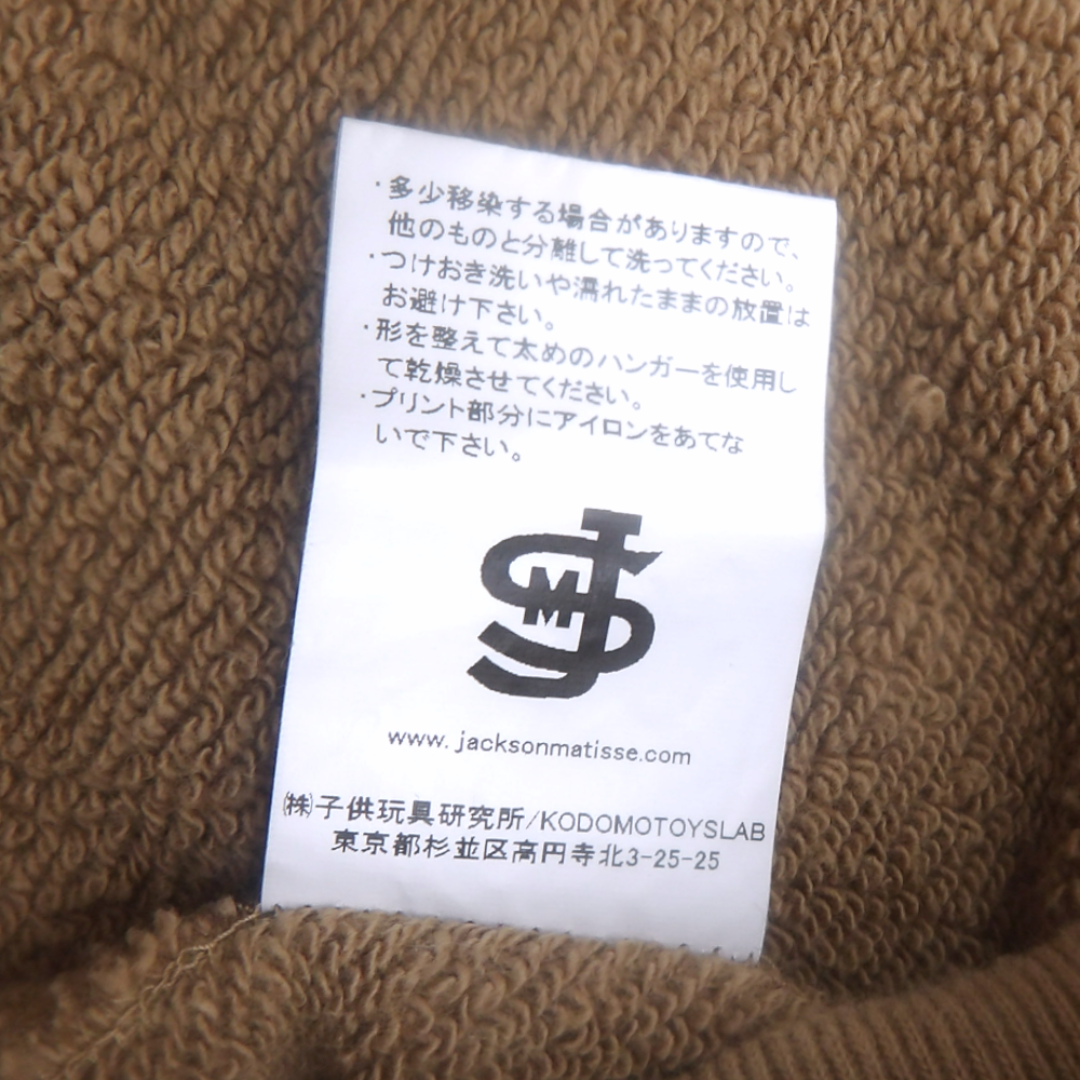 ・多少移染する場合がありますので、
他のものと分離して洗ってください。
・つけおき洗いや濡れたままの放置は
お避け下さい。
・形を整えて太めのハンガーを使用し
て乾燥させてください。
・プリント部分にアイロンをあてな
いで下さい。
JSM
www.jacksonmatisse.com
㈱子供玩具研究所/KODOMOTOYSLAB
東京都杉並区高円寺北3-25-25